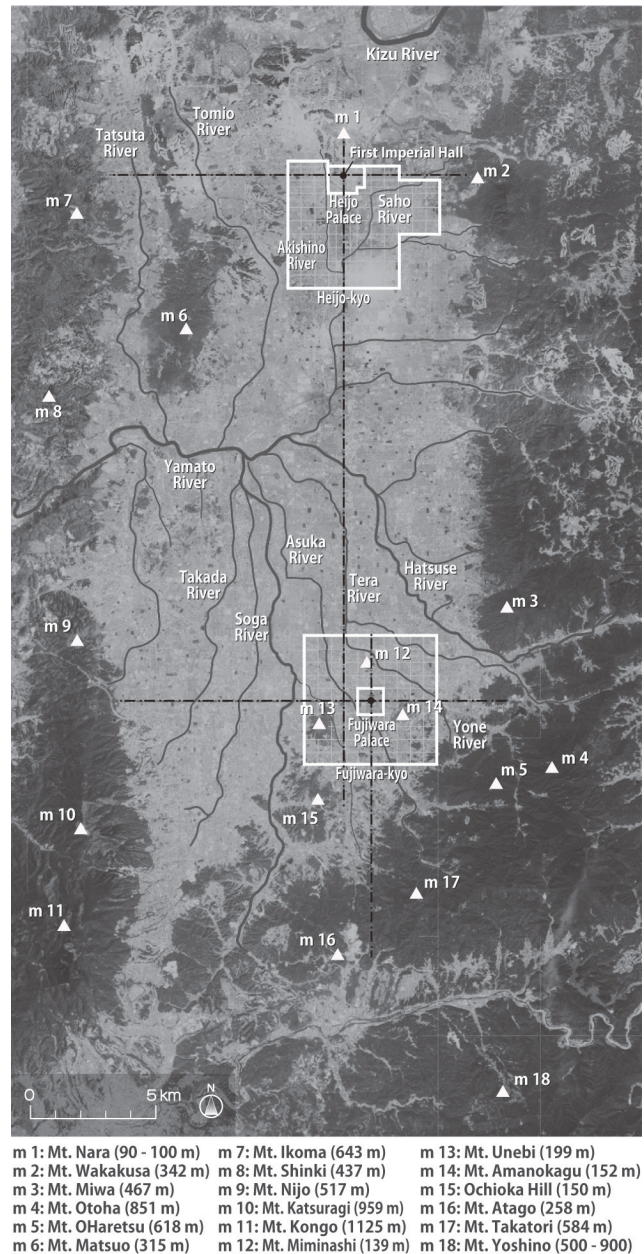 Kizu River
Tomio
River
m 1
Tatsuta
River
First Imperial Hall
m 2
m 7
Heijo
Palace
Saho
River
Akishino
River
Heijo-kyo
m 6
m 8
Yamato
River
Asuka
River
Takada
River
Tera
River
Hatsuse
River
Soga
River
m 3
m 9
m 12
m 13
m 14
Fujiwara
Palace
Yone
River
Fujiwara-kyo
m 4
m 5
m 15
m 10
m 17
m 11
m 16
m 18
0 5 km
N
m 1: Mt. Nara (90 - 100 m)
m 2: Mt. Wakakusa (342 m)
m 3: Mt. Miwa (467 m)
m 4: Mt. Otoha (851 m)
m 5: Mt. OHaretsu (618 m)
m 6: Mt. Matsuo (315 m)
m 7: Mt. Ikoma (643 m)
m 8: Mt. Shinki (437 m)
m 9: Mt. Nijo (517 m)
m 10: Mt. Katsuragi (959 m)
m 11: Mt. Kongo (1125 m)
m 12: Mt. Miminashi (139 m)
m 13: Mt. Unebi (199 m)
m 14: Mt. Amanokagu (152 m)
m 15: Ochioka Hill (150 m)
m 16: Mt. Atago (258 m)
m 17: Mt. Takatori (584 m)
m 18: Mt. Yoshino (500 - 900)